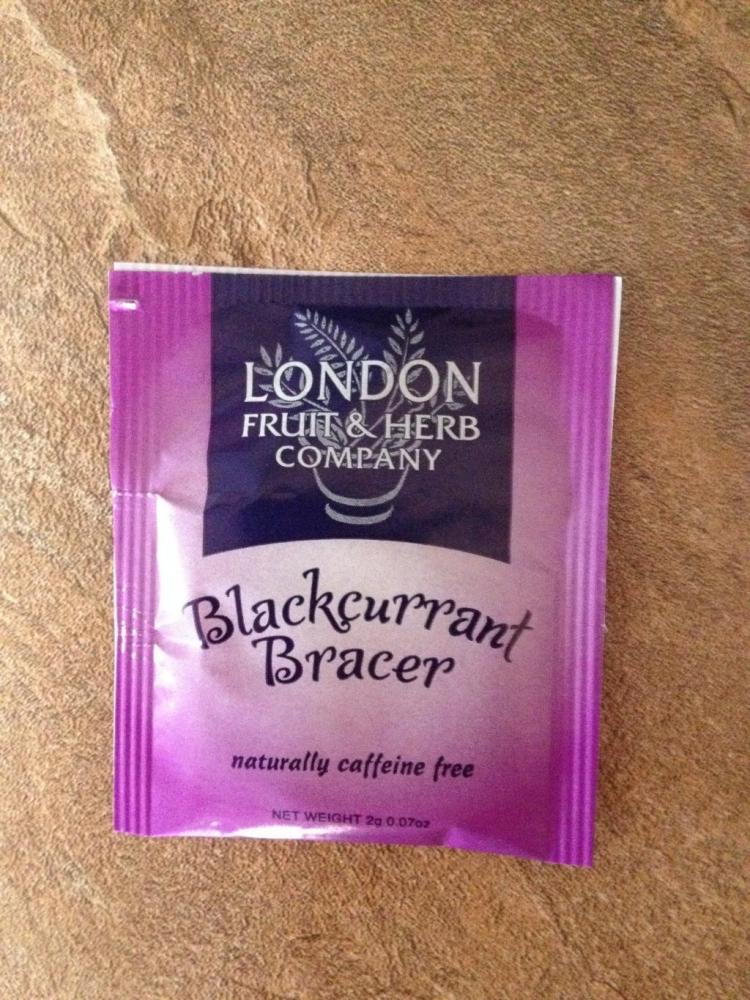 LONDON
FRUIT & HERB
COMPANY
Blackcurrant
Bracer
naturally caffeine free
NET WEIGHT 2g 0.07oz